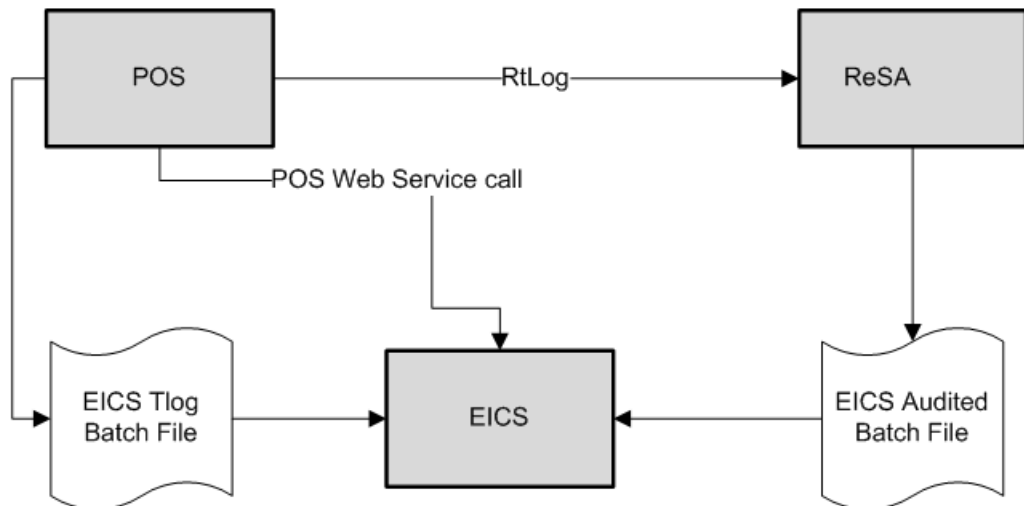 POS
RtLog
ReSA
POS Web Service call
EICS Tlog
Batch File
EICS
EICS Audited
Batch File